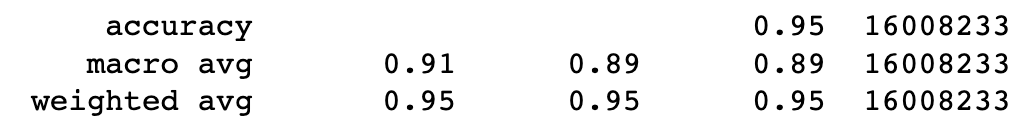 accuracy 0.95 16008233
macro avg 0.91 0.89 0.89 16008233
weighted avg 0.95 0.95 0.95 16008233